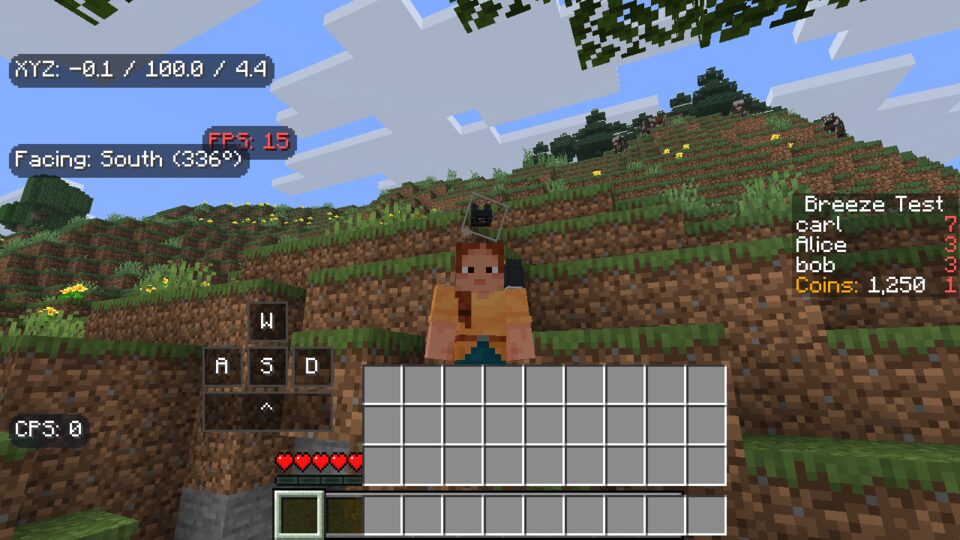 XYZ: -0.1 / 100.0 / 4.4
FPS: 15
Facing: South (336°)
Breeze Test
carl 7
Alice 3
bob 3
Coins: 1,250 1
W
A S D
^
CPS: 0